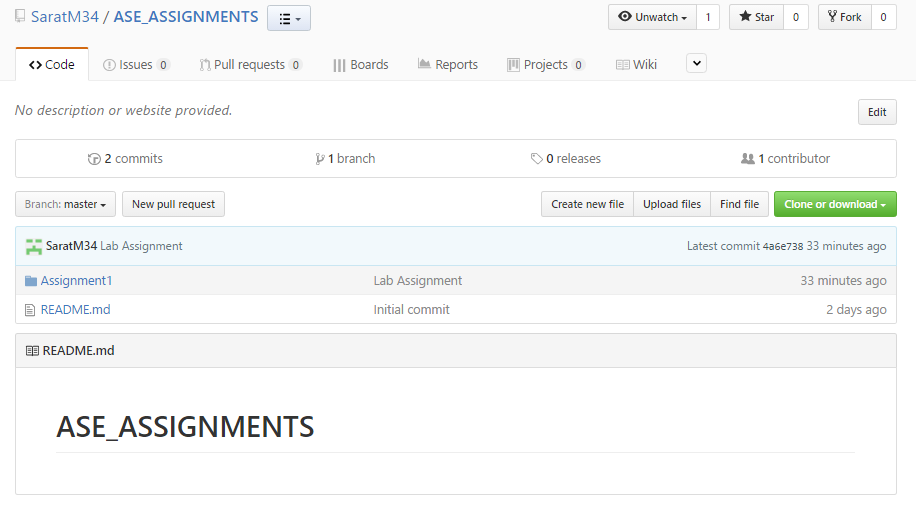 SaratM34 / ASE_ASSIGNMENTS Unwatch 1 Star 0 Fork 0
Code Issues 0 Pull requests 0 Boards Reports Projects 0 Wiki
No description or website provided. Edit
2 commits 1 branch 0 releases 1 contributor
Branch: master New pull request Create new file Upload files Find file Clone or download
SaratM34 Lab Assignment Latest commit 4a6e738 33 minutes ago
Assignment1 Lab Assignment 33 minutes ago
README.md Initial commit 2 days ago
README.md
ASE_ASSIGNMENTS